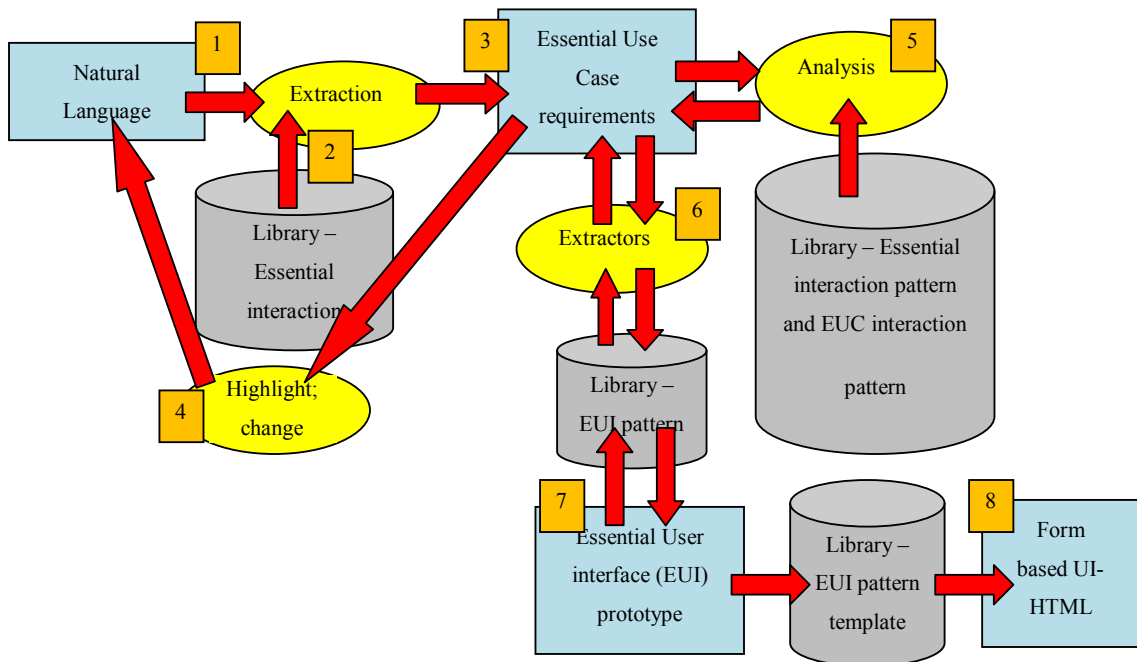 1
Natural
Language
Extraction
2
Library –
Essential
interaction
3
Essential Use
Case
requirements
4
Highlight;
change
5
Analysis
Library – Essential
interaction pattern
and EUC interaction
pattern
6
Extractors
Library –
EUI pattern
7
Essential User
interface (EUI)
prototype
Library –
EUI pattern
template
8
Form
based UI-
HTML